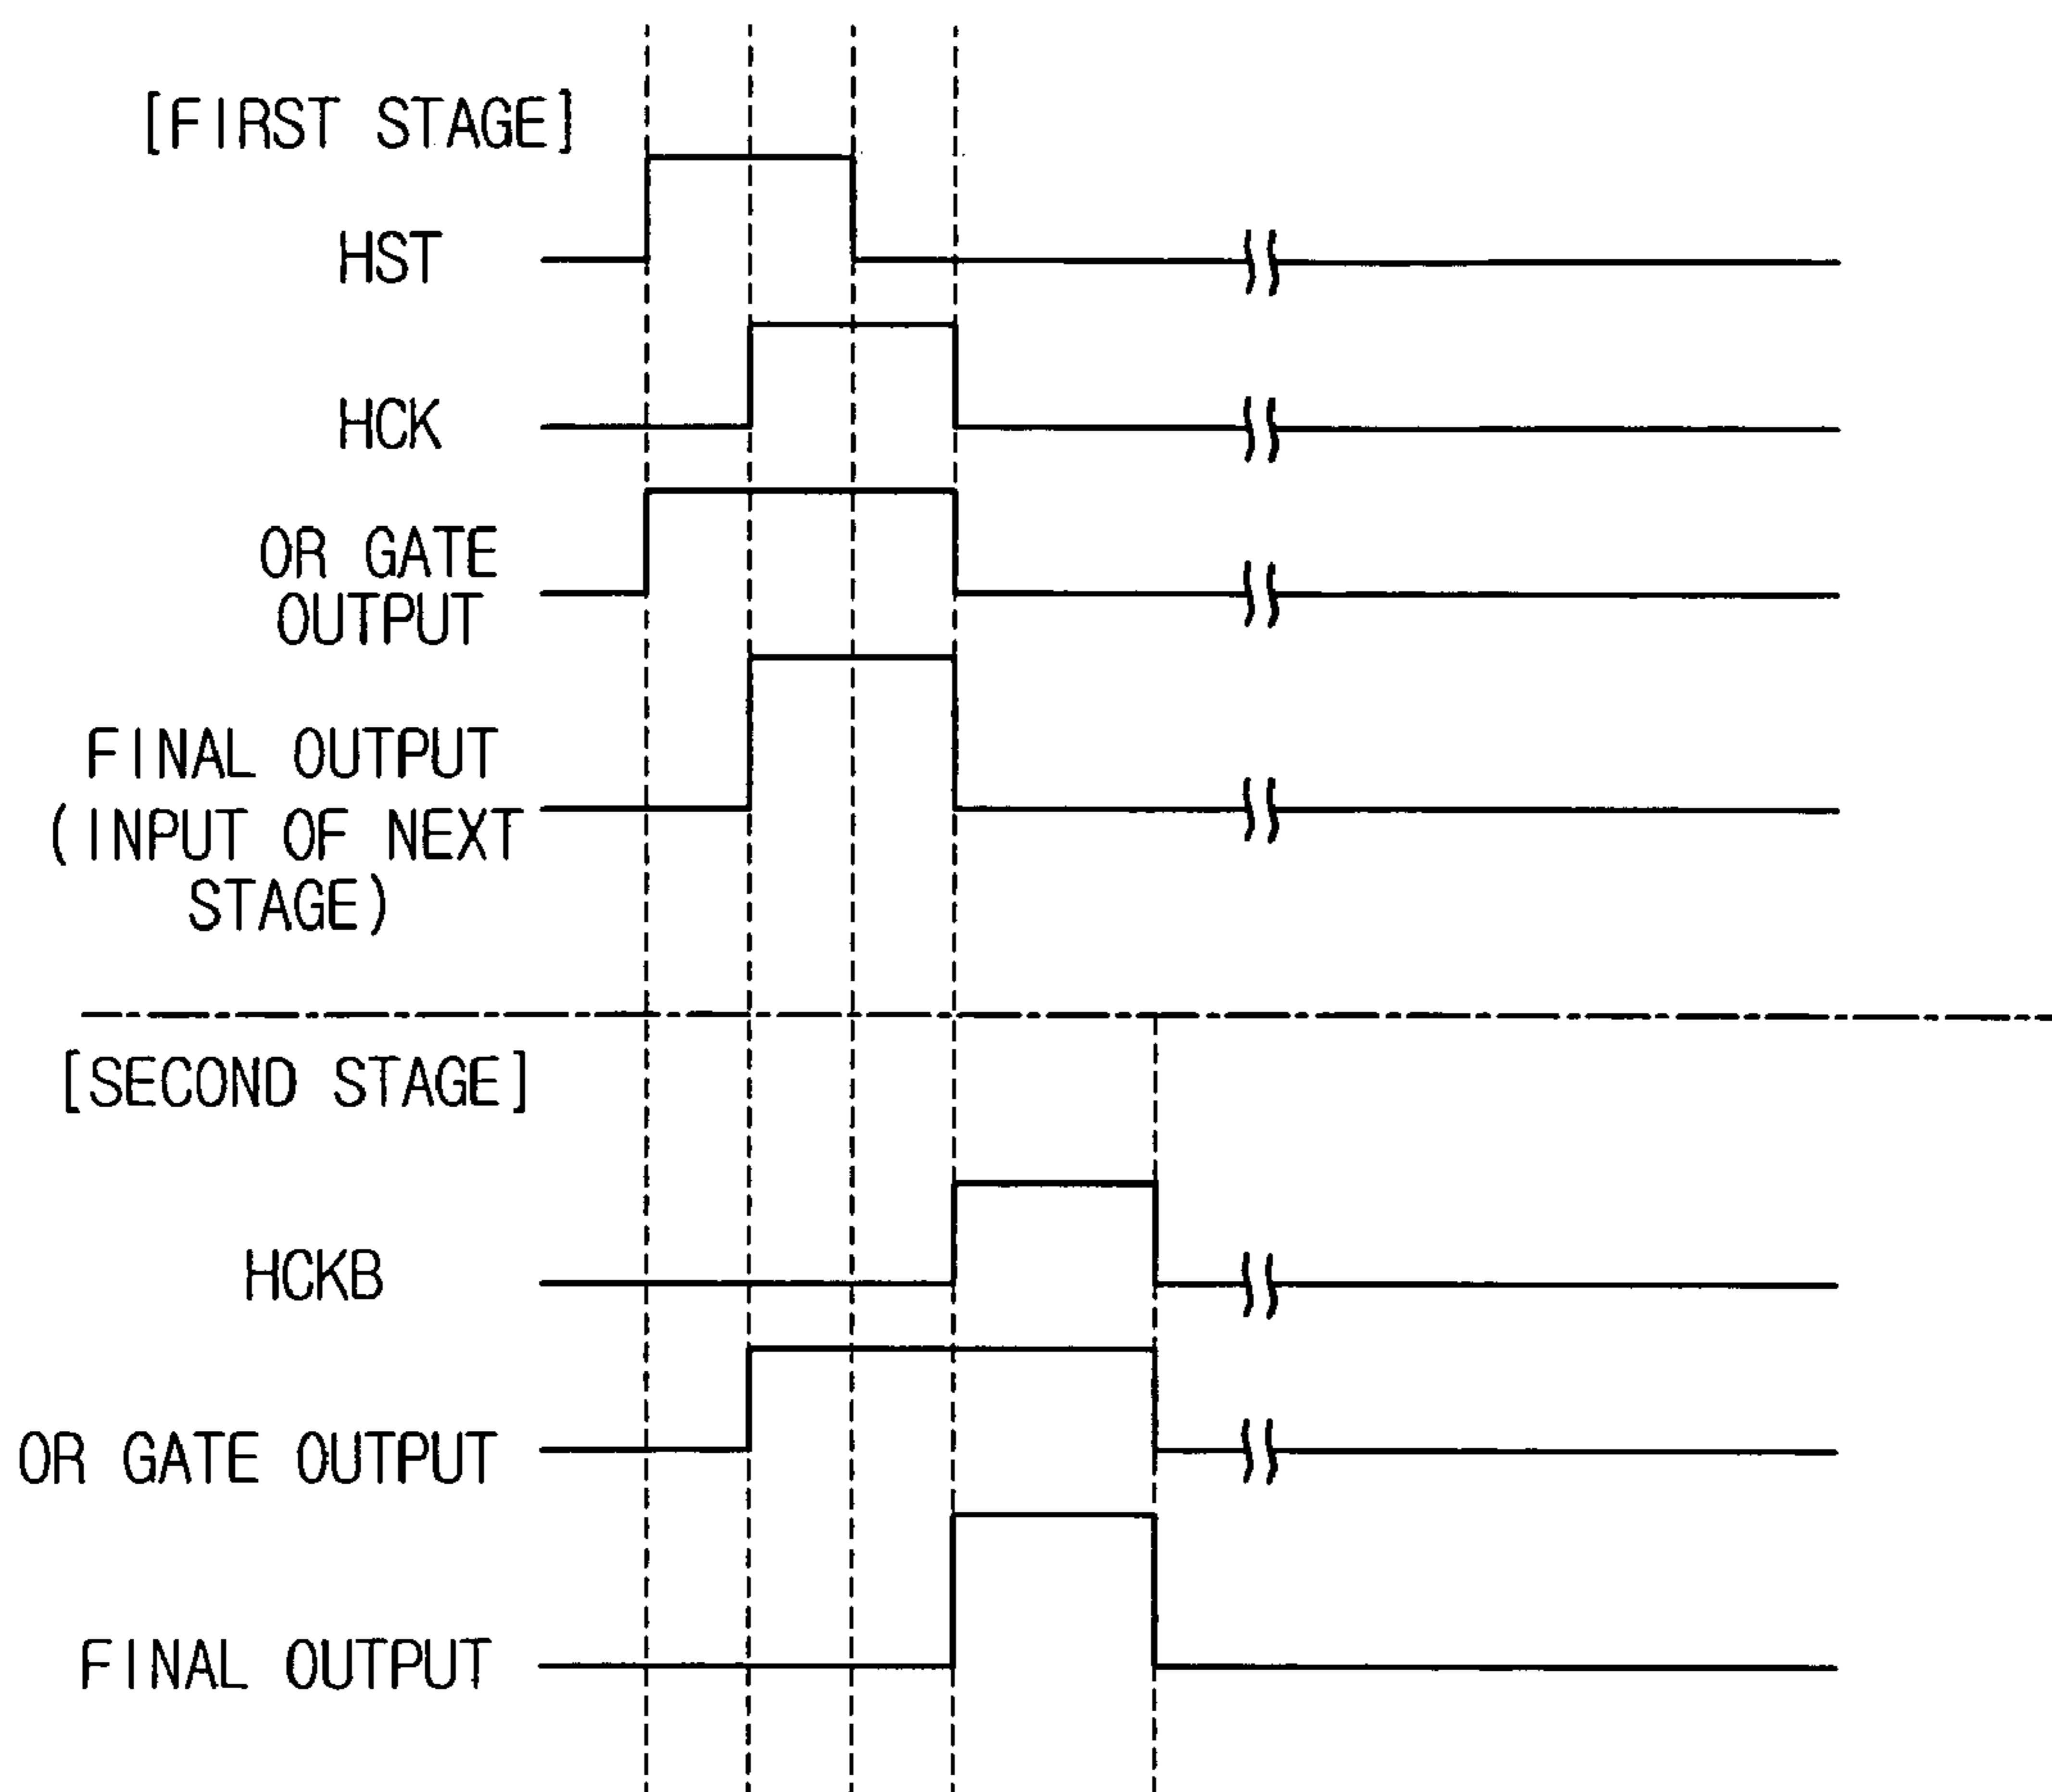 [FIRST STAGE]
HST
HCK
OR GATE
OUTPUT
FINAL OUTPUT
(INPUT OF NEXT
STAGE)
[SECOND STAGE]
HCKB
OR GATE OUTPUT
FINAL OUTPUT